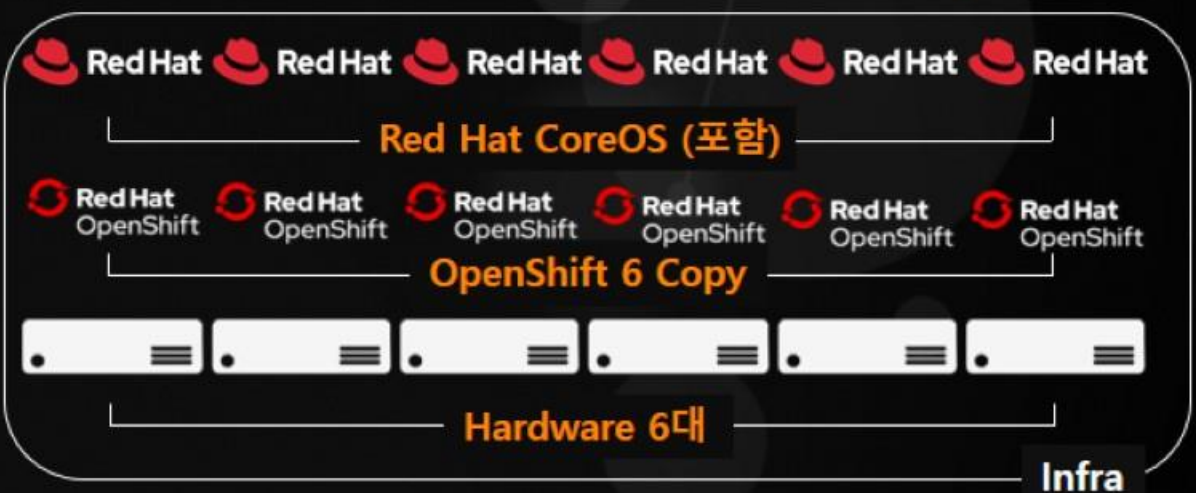 Red Hat Red Hat Red Hat Red Hat Red Hat Red Hat
Red Hat CoreOS (포함)
Red Hat OpenShift Red Hat OpenShift Red Hat OpenShift Red Hat OpenShift Red Hat OpenShift Red Hat OpenShift
OpenShift 6 Copy
Hardware 6대
Infra